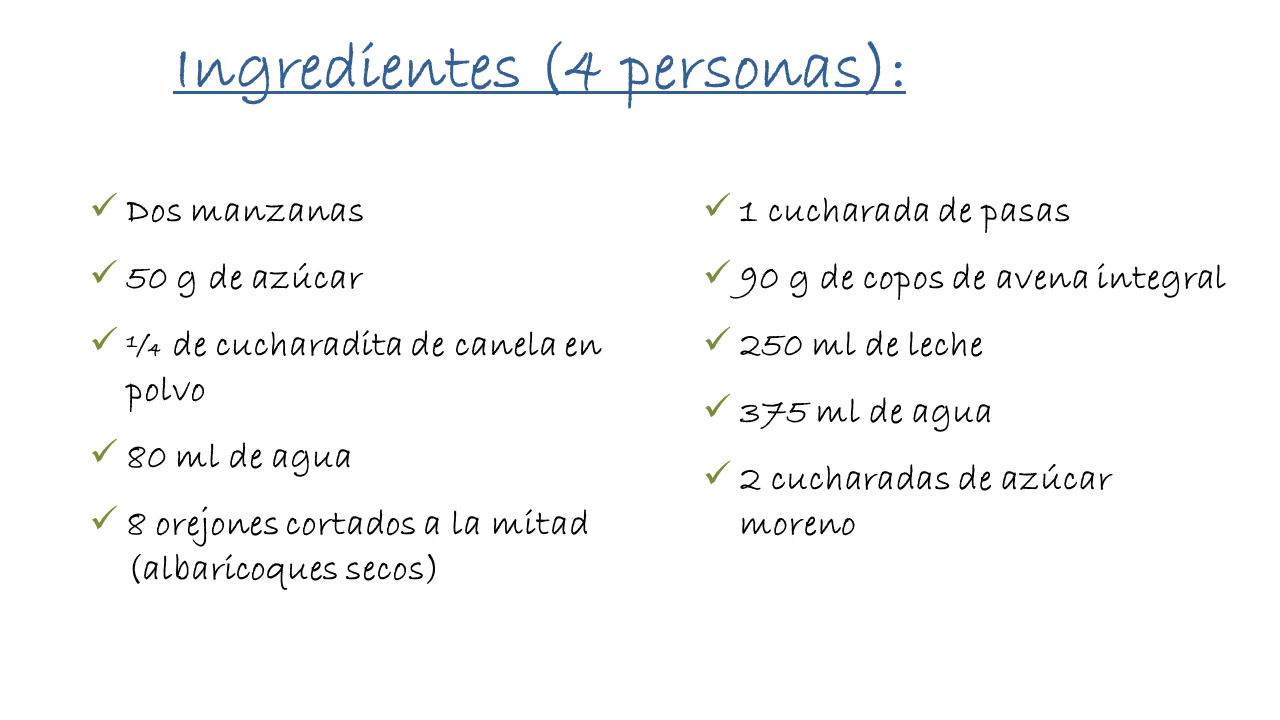 Ingredientes (4 personas):
Dos manzanas
50 g de azúcar
¼ de cucharadita de canela en
polvo
80 ml de agua
8 orejones cortados a la mitad
(albaricoques secos)
1 cucharada de pasas
90 g de copos de avena integral
250 ml de leche
375 ml de agua
2 cucharadas de azúcar
moreno